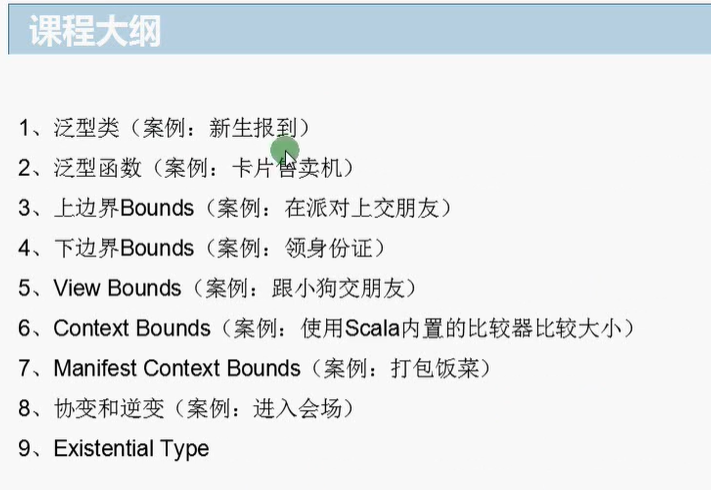 课程大纲
1、泛型类（案例：新生报到）
2、泛型函数（案例：卡片售卖机）
3、上边界Bounds（案例：在派对上交朋友）
4、下边界Bounds（案例：领身份证）
5、View Bounds（案例：跟小狗交朋友）
6、Context Bounds（案例：使用Scala内置的比较器比较大小）
7、Manifest Context Bounds（案例：打包饭菜）
8、协变和逆变（案例：进入会场）
9、Existential Type